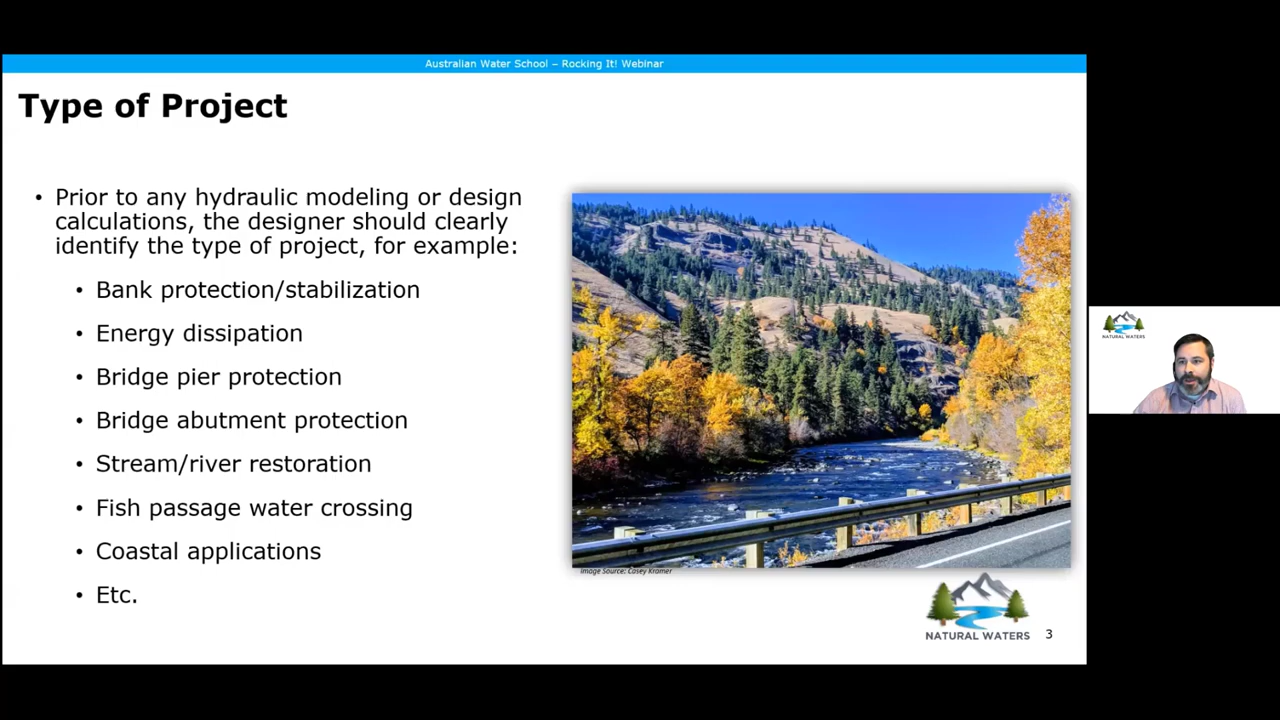 Australian Water School – Rocking It! Webinar
Type of Project
• Prior to any hydraulic modeling or design
calculations, the designer should clearly
identify the type of project, for example:
• Bank protection/stabilization
• Energy dissipation
• Bridge pier protection
• Bridge abutment protection
• Stream/river restoration
• Fish passage water crossing
• Coastal applications
• Etc.
Image Source: Casey Kramer
NATURAL WATERS
3
NATURAL WATERS